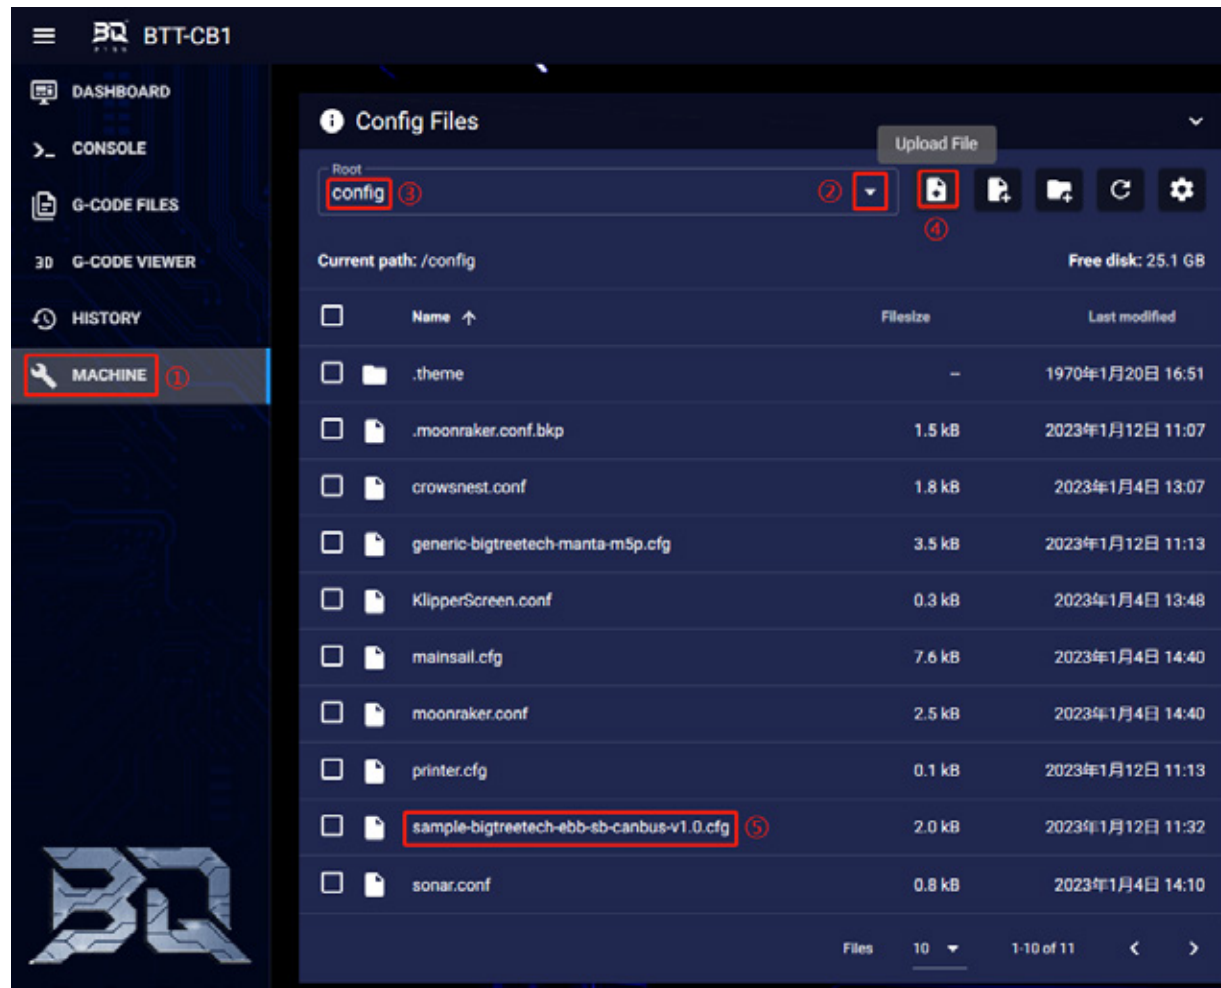 BTT-CB1
DASHBOARD
CONSOLE
G-CODE FILES
3D G-CODE VIEWER
HISTORY
MACHINE ①
Config Files
Upload File
Root
config ③ ②
④
Current path: /config Free disk: 25.1 GB
Name Filesize Last modified
.theme -- 1970年1月20日 16:51
.moonraker.conf.bkp 1.5 kB 2023年1月12日 11:07
crowsnest.conf 1.8 kB 2023年1月4日 13:07
generic-bigtreetech-manta-m5p.cfg 3.5 kB 2023年1月12日 11:13
KlipperScreen.conf 0.3 kB 2023年1月4日 13:48
mainsail.cfg 7.6 kB 2023年1月4日 14:40
moonraker.conf 2.5 kB 2023年1月4日 14:40
printer.cfg 0.1 kB 2023年1月12日 11:13
sample-bigtreetech-ebb-sb-canbus-v1.0.cfg ⑤ 2.0 kB 2023年1月12日 11:32
sonar.conf 0.8 kB 2023年1月4日 14:10
Files 10 1-10 of 11
BQ